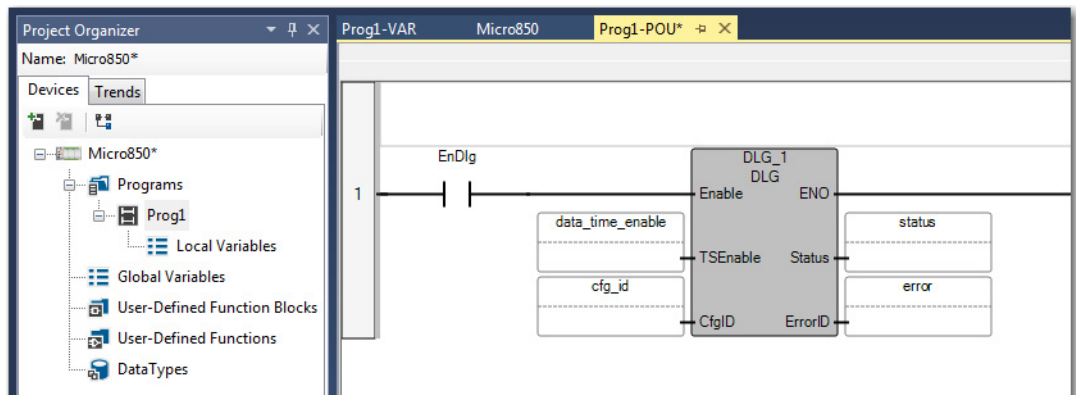 Project Organizer
Name: Micro850*
Devices Trends
Micro850*
Programs
Prog1
Local Variables
Global Variables
User-Defined Function Blocks
User-Defined Functions
DataTypes
Prog1-VAR Micro850 Prog1-POU*
1
EnDlg
DLG_1
DLG
Enable ENO
data_time_enable
status
TSEnable Status
cfg_id
error
CfgID ErrorID